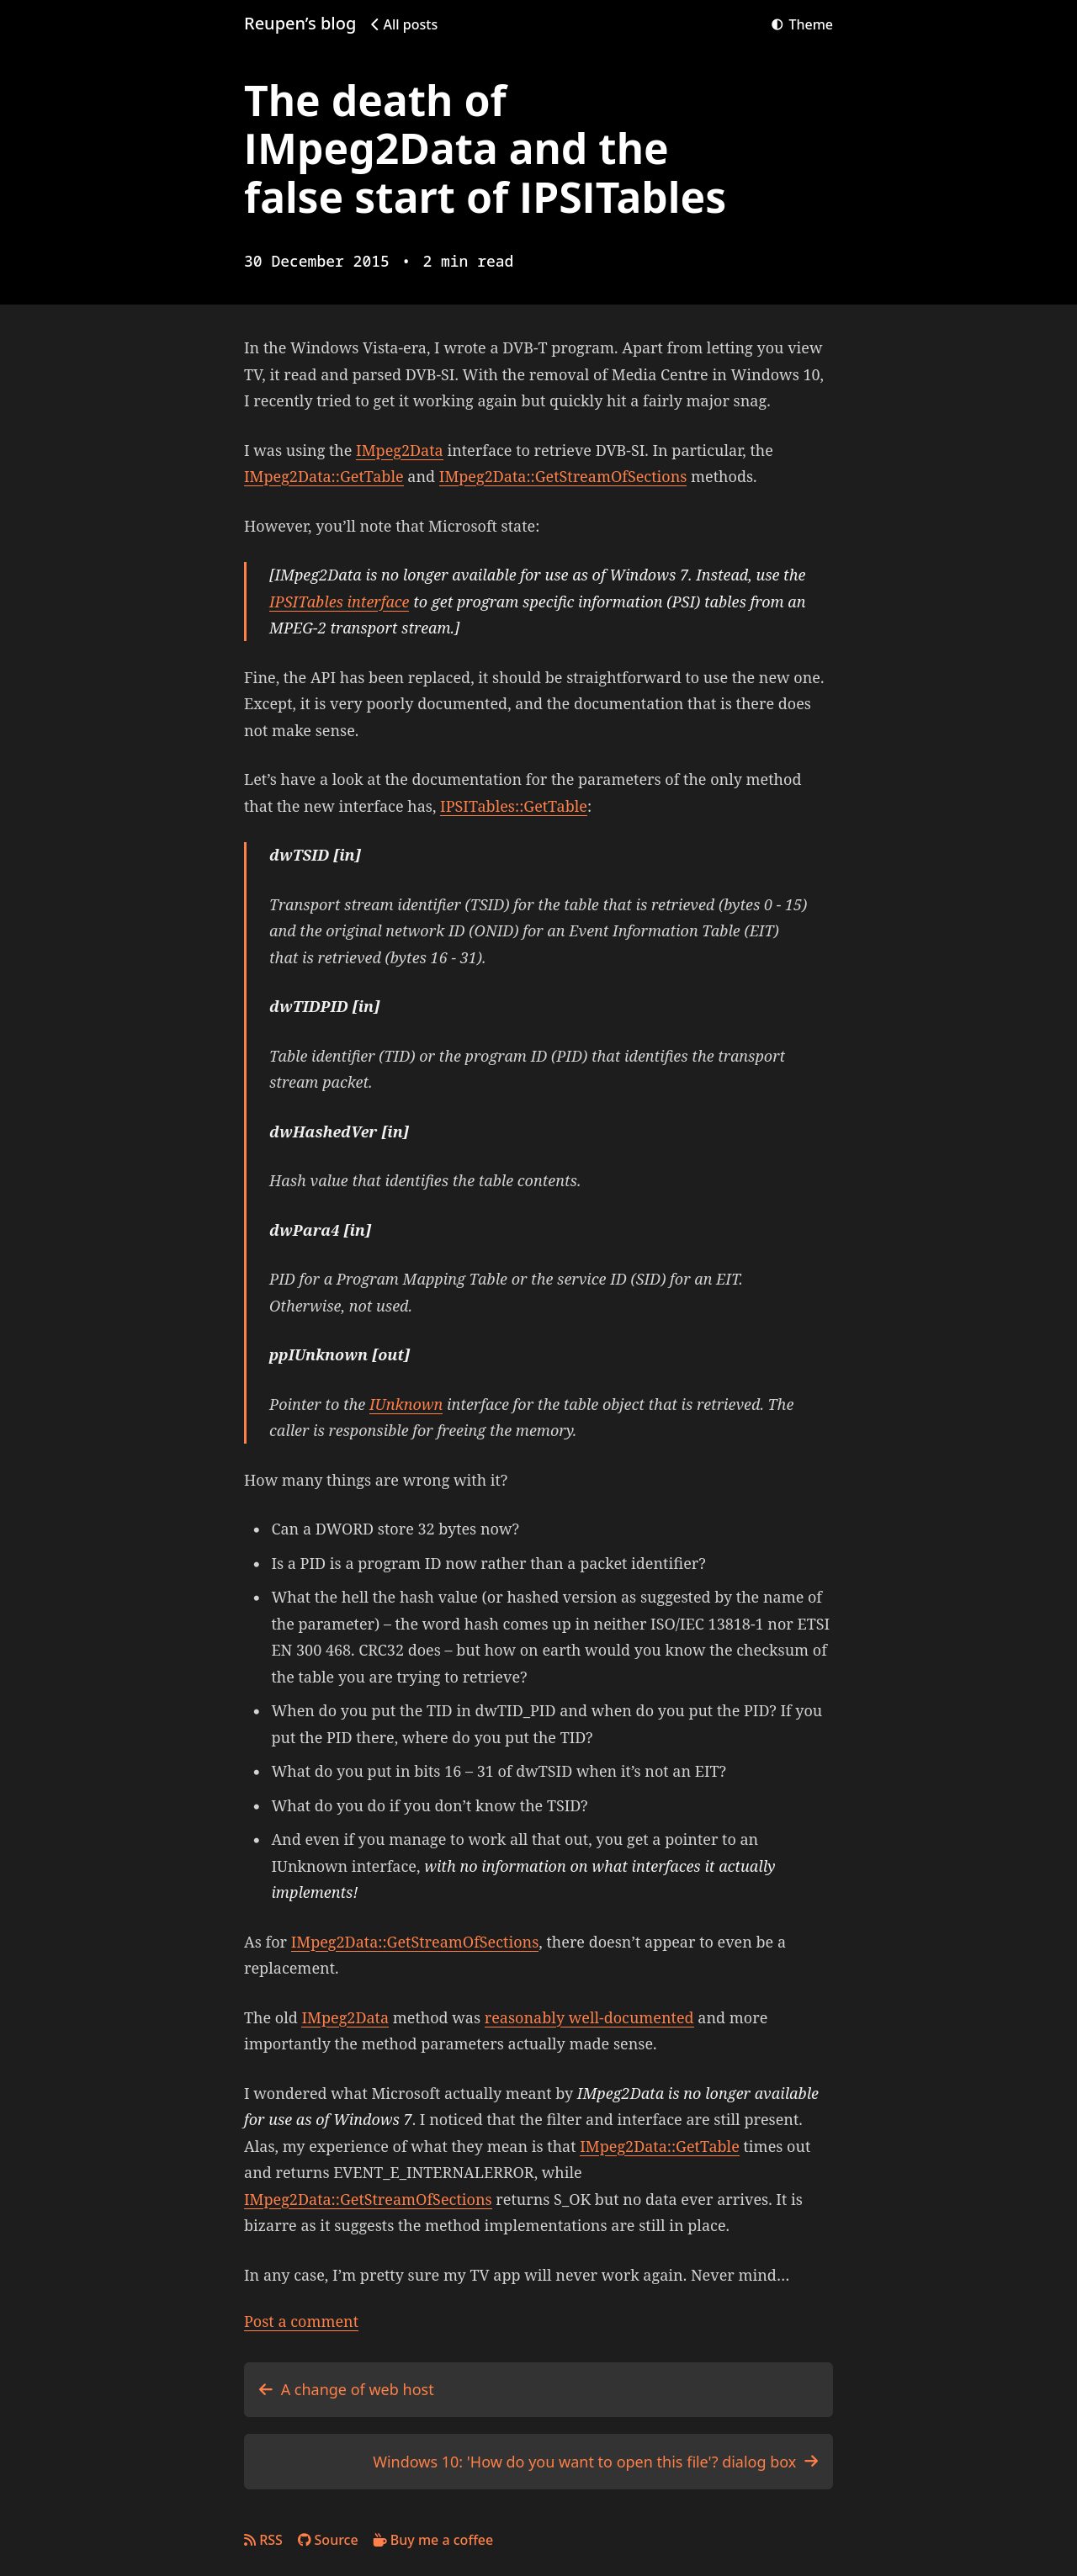 Reupen’s blog All posts Theme
The death of
IMpeg2Data and the
false start of IPSITables
30 December 2015 • 2 min read
In the Windows Vista-era, I wrote a DVB-T program. Apart from letting you view
TV, it read and parsed DVB-SI. With the removal of Media Centre in Windows 10,
I recently tried to get it working again but quickly hit a fairly major snag.
I was using the IMpeg2Data interface to retrieve DVB-SI. In particular, the
IMpeg2Data::GetTable and IMpeg2Data::GetStreamOfSections methods.
However, you’ll note that Microsoft state:
[IMpeg2Data is no longer available for use as of Windows 7. Instead, use the
IPSITables interface to get program specific information (PSI) tables from an
MPEG-2 transport stream.]
Fine, the API has been replaced, it should be straightforward to use the new one.
Except, it is very poorly documented, and the documentation that is there does
not make sense.
Let’s have a look at the documentation for the parameters of the only method
that the new interface has, IPSITables::GetTable:
dwTSID [in]
Transport stream identifier (TSID) for the table that is retrieved (bytes 0 - 15)
and the original network ID (ONID) for an Event Information Table (EIT)
that is retrieved (bytes 16 - 31).
dwTIDPID [in]
Table identifier (TID) or the program ID (PID) that identifies the transport
stream packet.
dwHashedVer [in]
Hash value that identifies the table contents.
dwPara4 [in]
PID for a Program Mapping Table or the service ID (SID) for an EIT.
Otherwise, not used.
ppIUnknown [out]
Pointer to the IUnknown interface for the table object that is retrieved. The
caller is responsible for freeing the memory.
How many things are wrong with it?
• Can a DWORD store 32 bytes now?
• Is a PID is a program ID now rather than a packet identifier?
• What the hell the hash value (or hashed version as suggested by the name of
the parameter) – the word hash comes up in neither ISO/IEC 13818-1 nor ETSI
EN 300 468. CRC32 does – but how on earth would you know the checksum of
the table you are trying to retrieve?
• When do you put the TID in dwTID_PID and when do you put the PID? If you
put the PID there, where do you put the TID?
• What do you put in bits 16 – 31 of dwTSID when it’s not an EIT?
• What do you do if you don’t know the TSID?
• And even if you manage to work all that out, you get a pointer to an
IUnknown interface, with no information on what interfaces it actually
implements!
As for IMpeg2Data::GetStreamOfSections, there doesn’t appear to even be a
replacement.
The old IMpeg2Data method was reasonably well-documented and more
importantly the method parameters actually made sense.
I wondered what Microsoft actually meant by IMpeg2Data is no longer available
for use as of Windows 7. I noticed that the filter and interface are still present.
Alas, my experience of what they mean is that IMpeg2Data::GetTable times out
and returns EVENT_E_INTERNALERROR, while
IMpeg2Data::GetStreamOfSections returns S_OK but no data ever arrives. It is
bizarre as it suggests the method implementations are still in place.
In any case, I’m pretty sure my TV app will never work again. Never mind…
Post a comment
← A change of web host
Windows 10: 'How do you want to open this file'? dialog box →
RSS Source Buy me a coffee